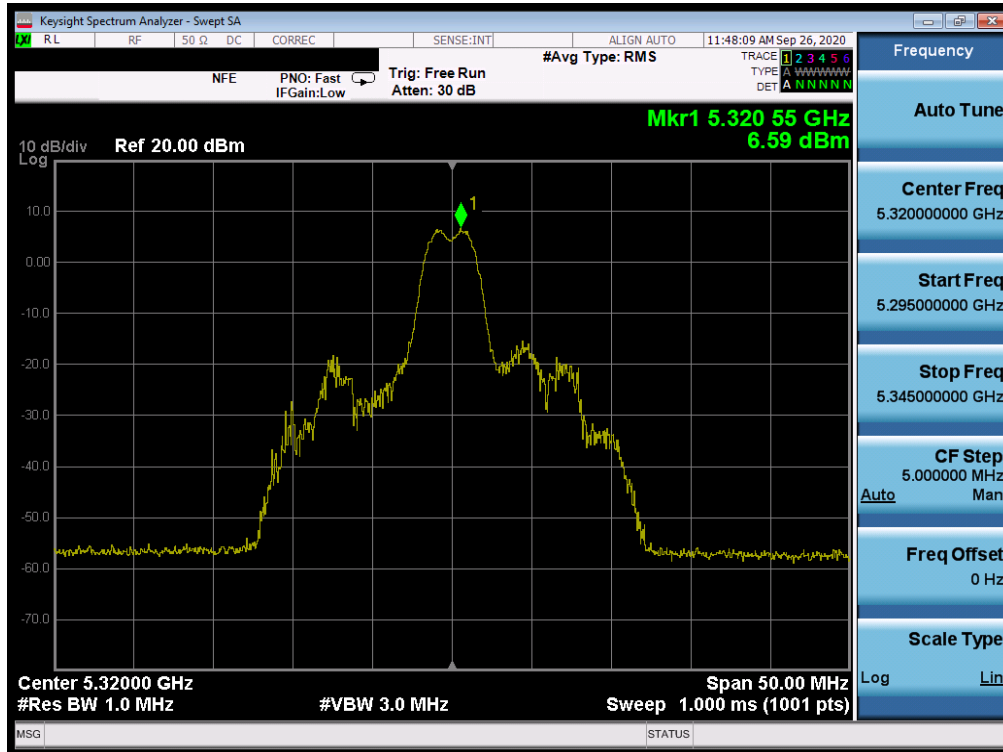 Keysight Spectrum Analyzer - Swept SA
LXI RL RF 50 Ω DC CORREC SENSE:INT ALIGN AUTO 11:48:09 AM Sep 26, 2020
NFE PNO: Fast Trig: Free Run #Avg Type: RMS TRACE 1 2 3 4 5 6
IFGain:Low Atten: 30 dB TYPE A WWWWW
DET A N N N N N
Mkr1 5.320 55 GHz
6.59 dBm
10 dB/div Ref 20.00 dBm
Log
1
10.0
0.00
-10.0
-20.0
-30.0
-40.0
-50.0
-60.0
-70.0
Center 5.32000 GHz Span 50.00 MHz
#Res BW 1.0 MHz #VBW 3.0 MHz Sweep 1.000 ms (1001 pts)
MSG STATUS
Frequency
Auto Tune
Center Freq
5.320000000 GHz
Start Freq
5.295000000 GHz
Stop Freq
5.345000000 GHz
CF Step
5.000000 MHz
Auto Man
Freq Offset
0 Hz
Scale Type
Log Lin